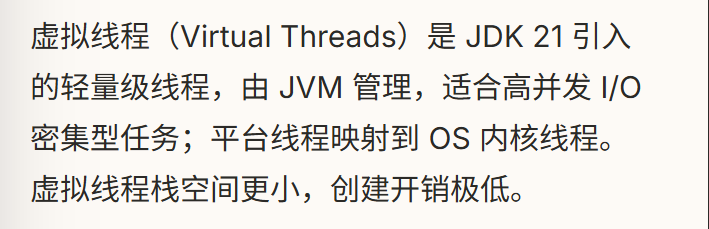 虚拟线程（Virtual Threads）是 JDK 21 引入
的轻量级线程，由 JVM 管理，适合高并发 I/O
密集型任务；平台线程映射到 OS 内核线程。
虚拟线程栈空间更小，创建开销极低。